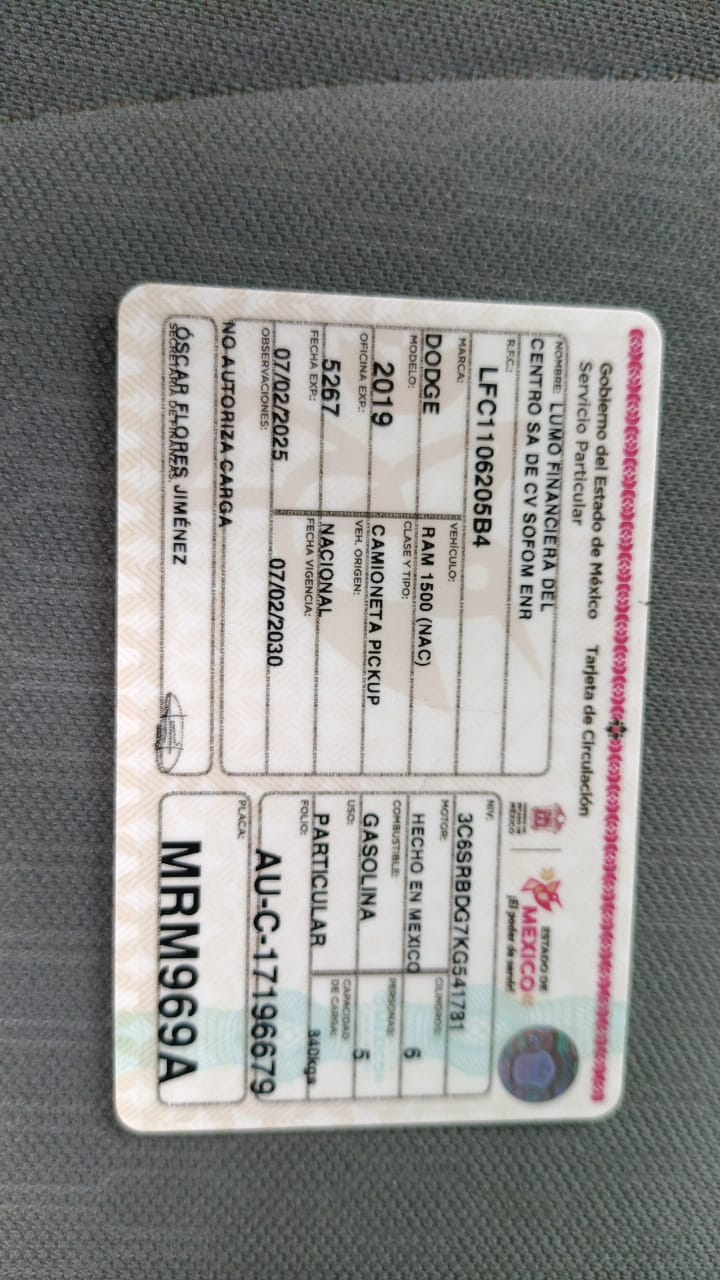 Gobierno del Estado de México Tarjeta de Circulación
Servicio Particular
NOMBRE: LUMO FINANCIERA DEL
CENTRO SA DE CV SOFOM ENR
R.F.C.:
LFC1106205B4
MARCA:
DODGE
VEHÍCULO:
RAM 1500 (NAC)
MODELO:
2019
CLASE Y TIPO:
CAMIONETA PICKUP
OFICINA EXP.:
5267
VEH. ORIGEN:
NACIONAL
FECHA EXP.:
07/02/2025
FECHA VIGENCIA:
07/02/2030
OBSERVACIONES:
NO AUTORIZA CARGA
ÓSCAR FLORES JIMÉNEZ
SECRETARÍA DE FINANZAS.
ESTADO DE
MÉXICO
¡El poder de servir!
NIV:
3C6SRBDG7KG541731
MOTOR:
HECHO EN MEXICO
CILINDROS:
6
COMBUSTIBLE:
GASOLINA
PERSONAS:
5
USO:
PARTICULAR
CAPACIDAD
DE CARGA:
840kgs
FOLIO:
AU-C-17196679
PLACA:
MRM969A